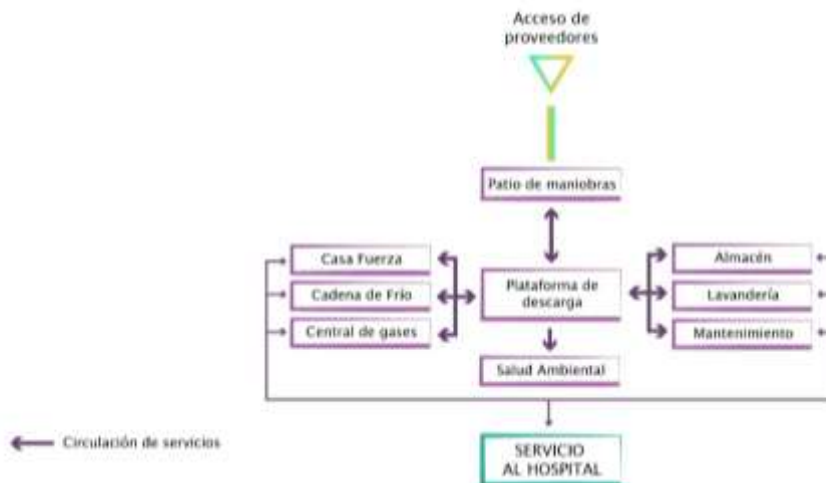 Acceso de
proveedores
Patio de maniobras
Casa Fuerza
Cadena de Frío
Central de gases
Plataforma de
descarga
Almacén
Lavandería
Mantenimiento
Salud Ambiental
Circulación de servicios
SERVICIO
AL HOSPITAL